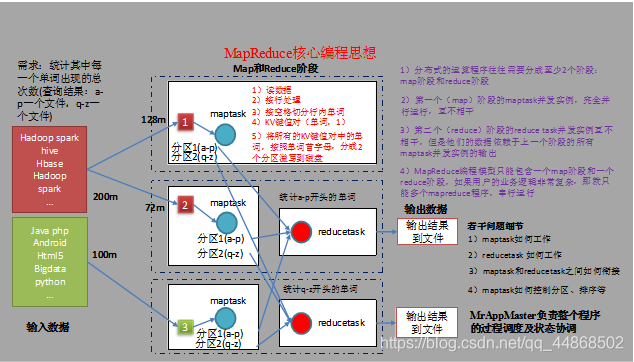 MapReduce核心编程思想
需求：统计其中每
一个单词出现的总
次数(查询结果：a-
p一个文件，q-z一
个文件)
Hadoop spark
hive
Hbase
Hadoop
spark
...
200m
Java php
Android
Html5
Bigdata
python
...
100m
输入数据
Map和Reduce阶段
128m
1
maptask
分区1(a-p)
分区2(q-z)
1）读数据
2）按行处理
3）按空格切分行内单词
4）KV键值对（单词，1）
5）将所有的KV键值对中的单
词，按照单词首字母，分成2
个分区溢写到磁盘
72m
2
maptask
分区1(a-p)
分区2(q-z)
统计a-p开头的单词
reducetask
3
maptask
分区1(a-p)
分区2(q-z)
统计q-z开头的单词
reducetask
输出数据
输出结果
到文件
输出结果
到文件
1）分布式的运算程序往往需要分成至少2个阶段：
map阶段和reduce阶段
2）第一个（map）阶段的maptask并发实例，完全并
行运行，互不相干
3）第二个（reduce）阶段的reduce task并发实例互不
相干，但是他们的数据依赖于上一个阶段的所有
maptask并发实例的输出
4）MapReduce编程模型只能包含一个map阶段和一个
reduce阶段，如果用户的业务逻辑非常复杂，那就只
能多个mapreduce程序，串行运行
若干问题细节
1）maptask如何工作
2）reducetask 如何工作
3）maptask和reducetask之间如何衔接
4）maptask如何控制分区、排序等
MrAppMaster负责整个程序
的过程调度及状态协调
https://blog.csdn.net/qq_44868502